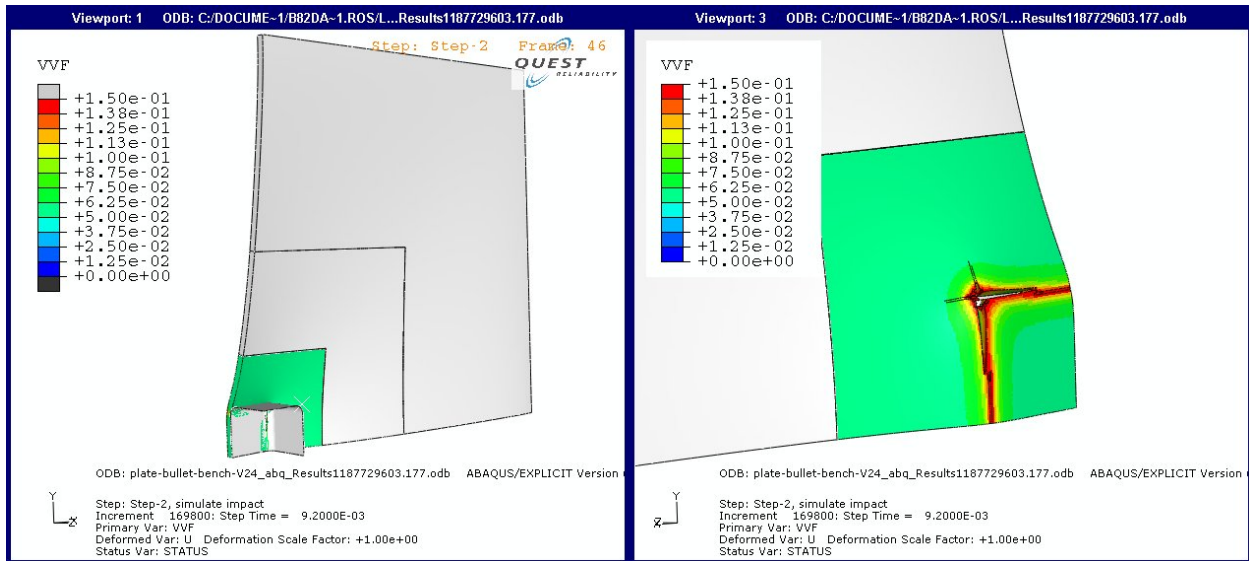 Viewport: 1 ODB: C:/DOCUME~1/B82DA~1.ROS/L...Results1187729603.177.odb
VVF
+1.50e-01
+1.38e-01
+1.25e-01
+1.13e-01
+1.00e-01
+8.75e-02
+7.50e-02
+6.25e-02
+5.00e-02
+3.75e-02
+2.50e-02
+1.25e-02
+0.00e+00
Step: Step-2 Frame: 46
QUEST
RELIABILITY
ODB: plate-bullet-bench-V24_abq_Results1187729603.177.odb ABAQUS/EXPLICIT Version
Y
X
Step: Step-2, simulate impact
Increment 169800: Step Time = 9.2000E-03
Primary Var: VVF
Deformed Var: U Deformation Scale Factor: +1.00e+00
Status Var: STATUS
Viewport: 3 ODB: C:/DOCUME~1/B82DA~1.ROS/L...Results1187729603.177.odb
VVF
+1.50e-01
+1.38e-01
+1.25e-01
+1.13e-01
+1.00e-01
+8.75e-02
+7.50e-02
+6.25e-02
+5.00e-02
+3.75e-02
+2.50e-02
+1.25e-02
+0.00e+00
ODB: plate-bullet-bench-V24_abq_Results1187729603.177.odb ABAQUS/EXPLICIT Version
Y
Step: Step-2, simulate impact
Increment 169800: Step Time = 9.2000E-03
Primary Var: VVF
Deformed Var: U Deformation Scale Factor: +1.00e+00
Status Var: STATUS